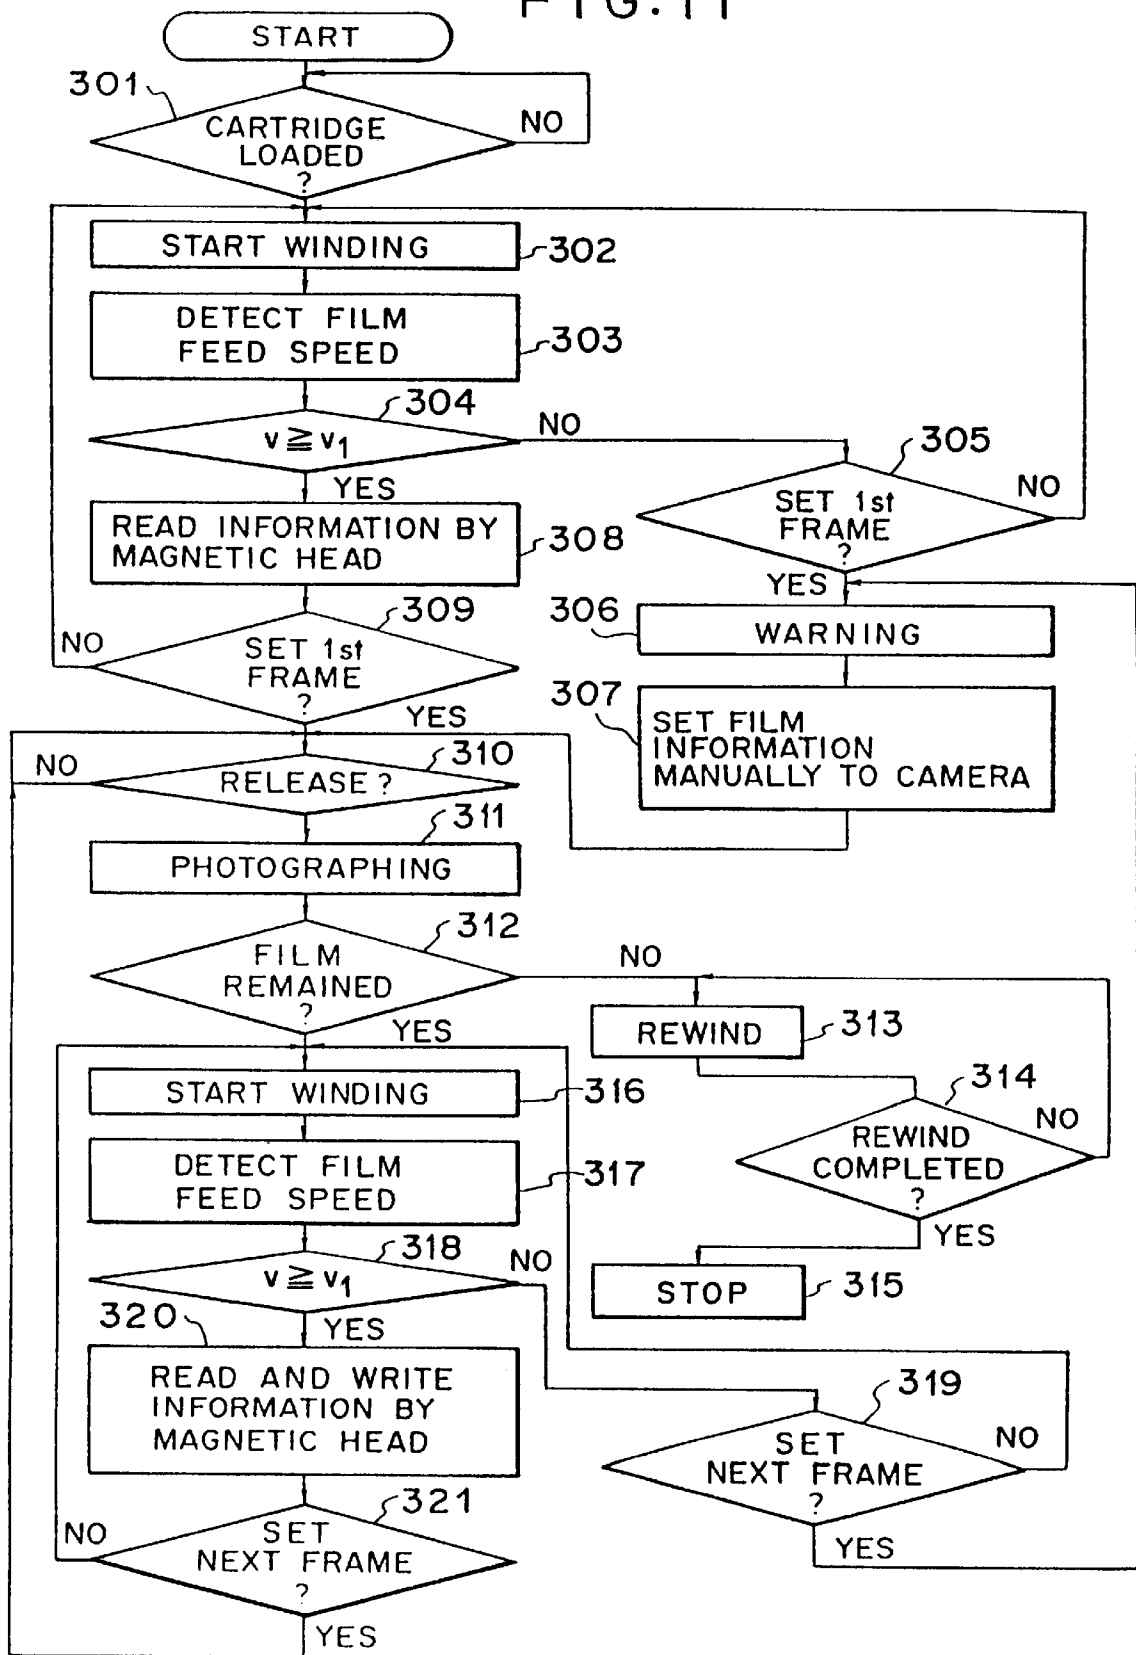 FIG. 11
START
301
CARTRIDGE
LOADED
?
NO
START WINDING
302
DETECT FILM
FEED SPEED
303
304
v ≧ v1
NO
YES
305
SET 1st
FRAME
?
NO
YES
READ INFORMATION BY
MAGNETIC HEAD
308
309
NO
SET 1st
FRAME
?
YES
306
WARNING
307
SET FILM
INFORMATION
MANUALLY TO CAMERA
310
NO
RELEASE ?
311
PHOTOGRAPHING
312
FILM
REMAINED
?
NO
YES
REWIND
313
314
REWIND
COMPLETED
?
NO
YES
STOP
315
START WINDING
316
DETECT FILM
FEED SPEED
317
318
v ≧ v1
NO
YES
320
READ AND WRITE
INFORMATION BY
MAGNETIC HEAD
319
SET
NEXT FRAME
?
NO
YES
321
NO
SET
NEXT FRAME
?
YES